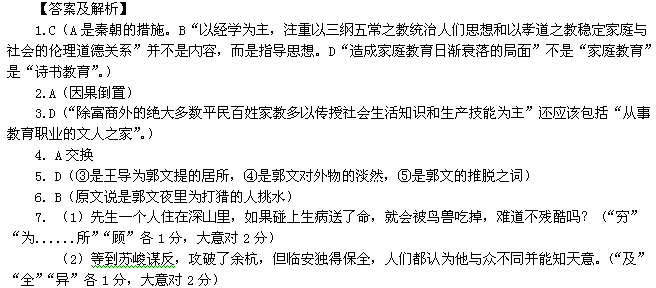 【答案及解析】
1.C（A是秦朝的措施。B“以经学为主，注重以三纲五常之教统治人们思想和以孝道之教稳定家庭与
社会的伦理道德关系”并不是内容，而是指导思想。D“造成家庭教育日渐衰落的局面”不是“家庭教育”
是“诗书教育”。）
2.A（因果倒置）
3.D（“除富商外的绝大多数平民百姓家教多以传授社会生活知识和生产技能为主”还应该包括“从事
教育职业的文人之家”。）
4. A交换
5. D（③是王导为郭文提的居所，④是郭文对外物的淡然，⑤是郭文的推脱之词）
6. B（原文说是郭文夜里为打猎的人挑水）
7. （1）先生一个人住在深山里，如果碰上生病送了命，就会被鸟兽吃掉，难道不残酷吗？（“穷”
“为......所”“顾”各1分，大意对2分）
（2）等到苏峻谋反，攻破了余杭，但临安独得保全，人们都认为他与众不同并能知天意。（“及”
“全”“异”各1分，大意对2分）